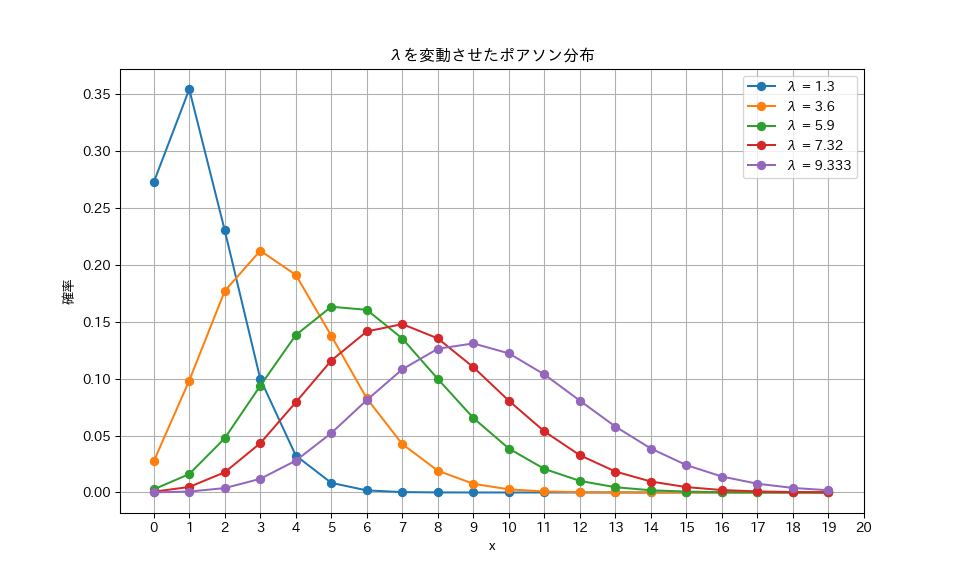 λを変動させたポアソン分布
λ = 1.3
λ = 3.6
λ = 5.9
λ = 7.32
λ = 9.333
確率
0.35
0.30
0.25
0.20
0.15
0.10
0.05
0.00
0 1 2 3 4 5 6 7 8 9 10 11 12 13 14 15 16 17 18 19 20
x